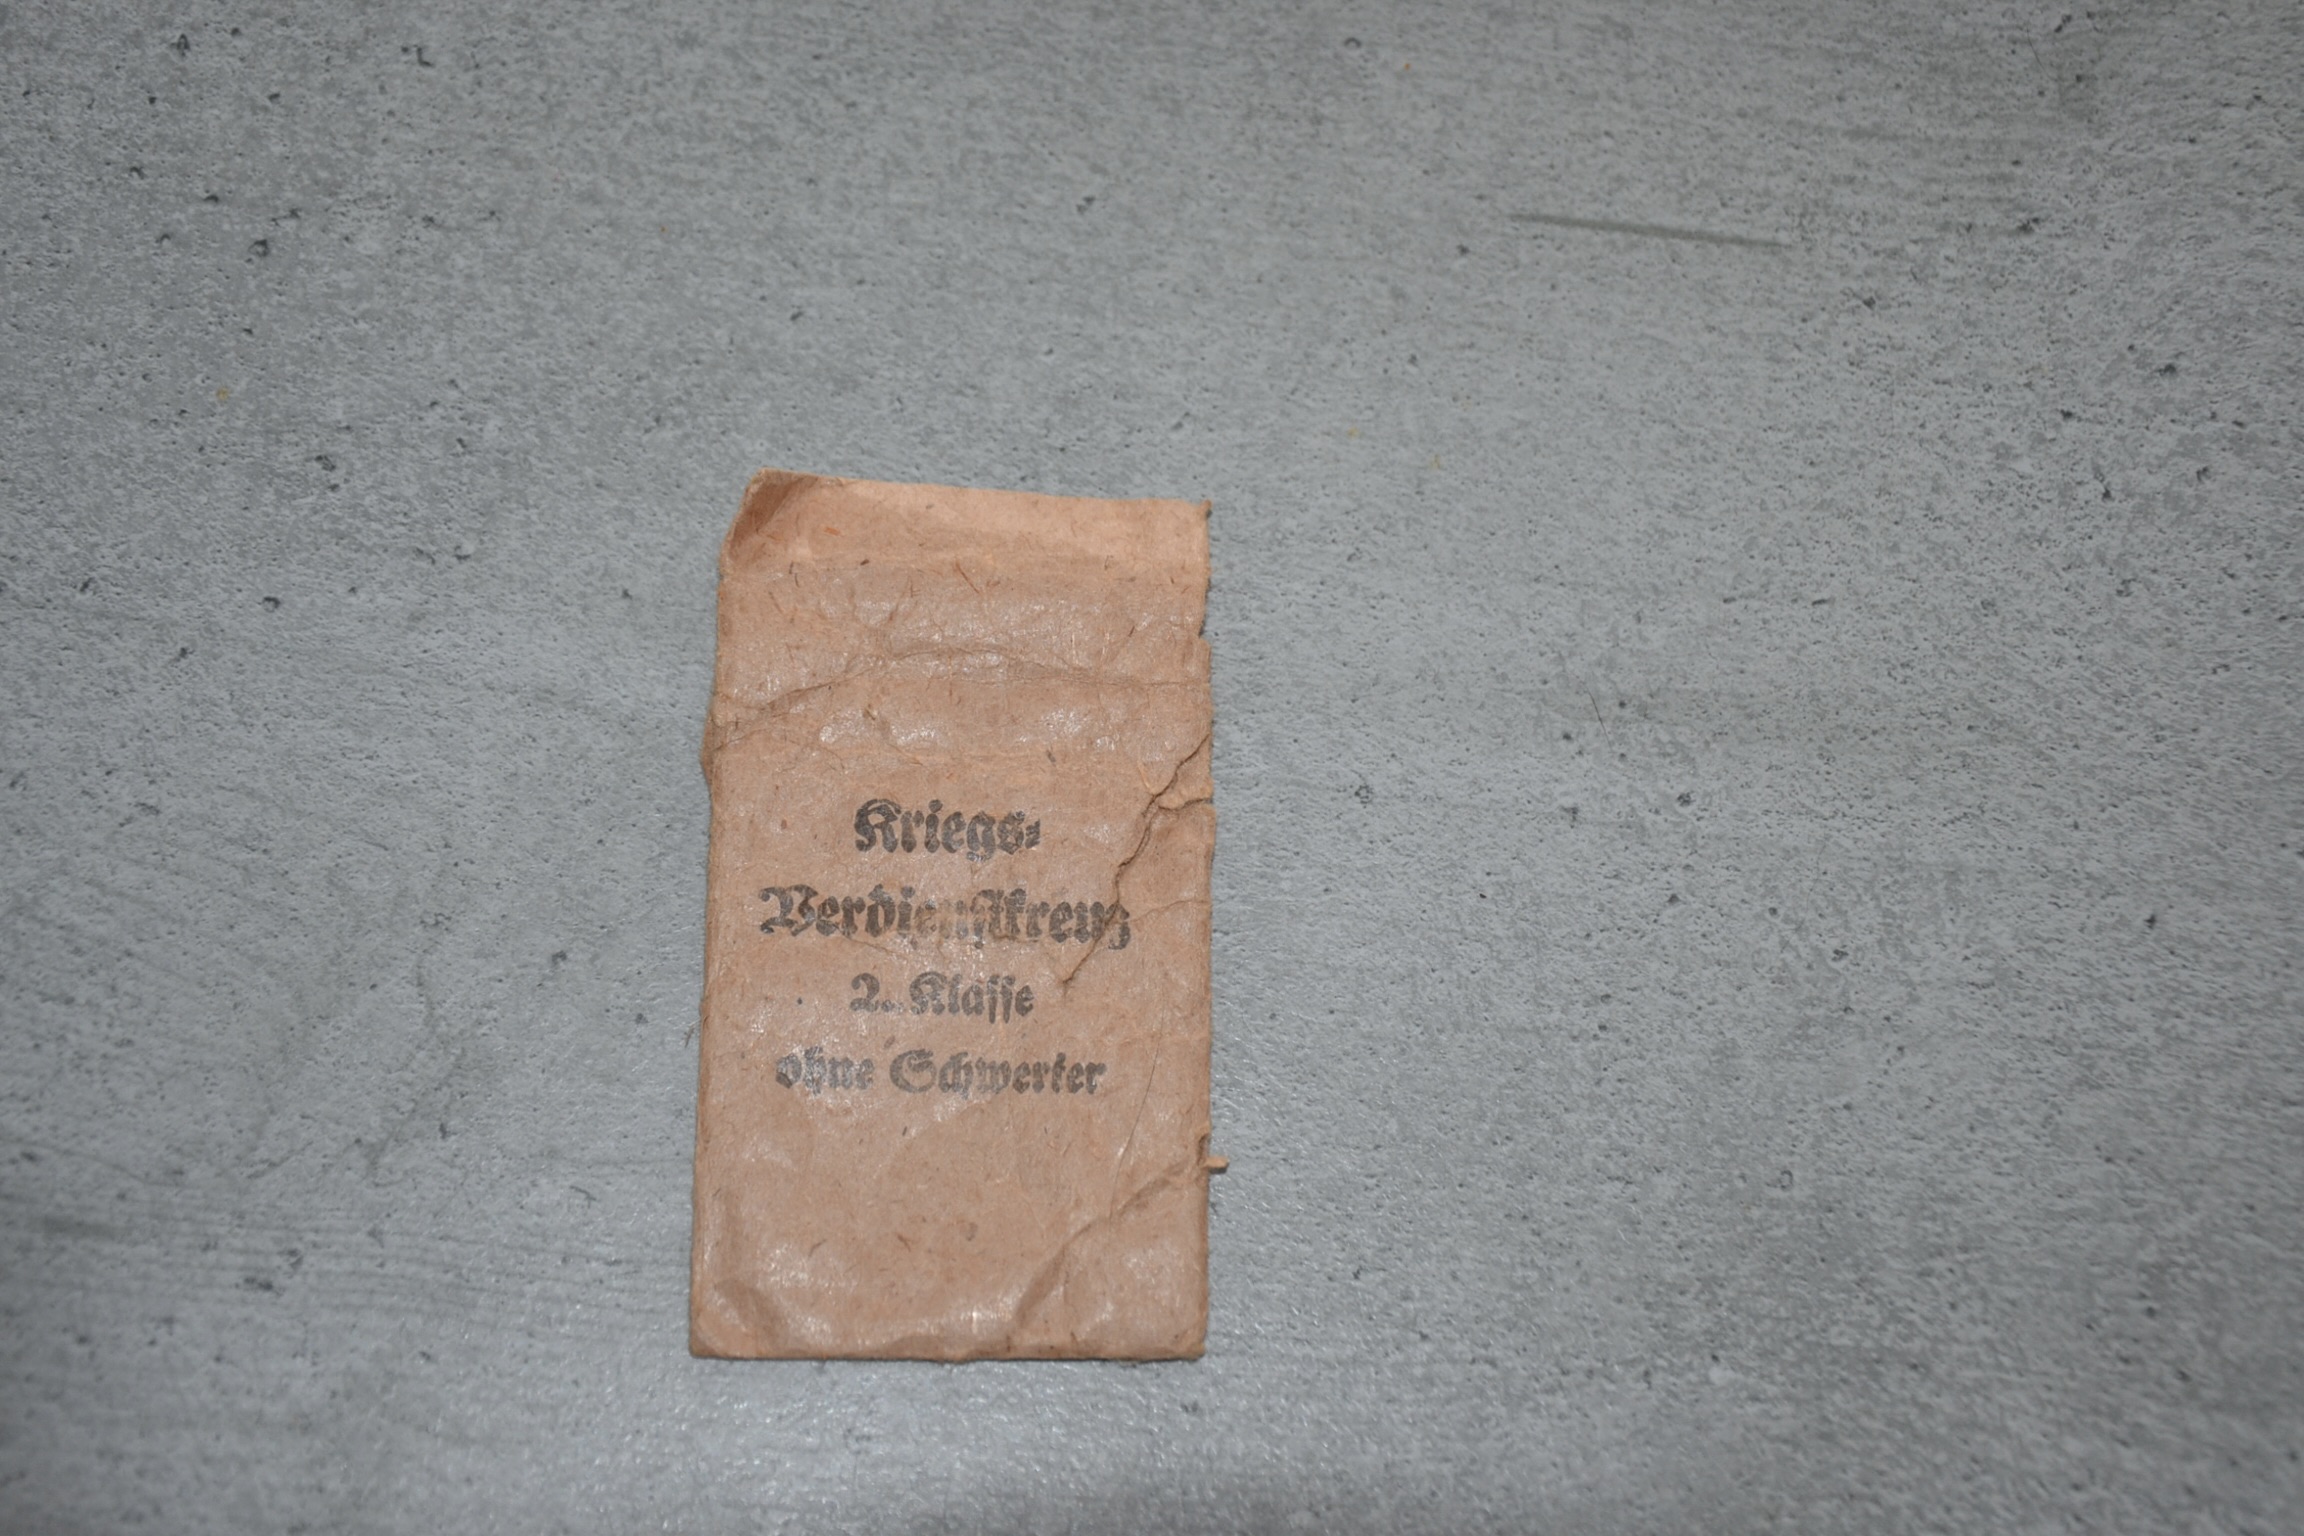 Kriegs-
Verdienstkreuz
2. Klasse
ohne Schwerter